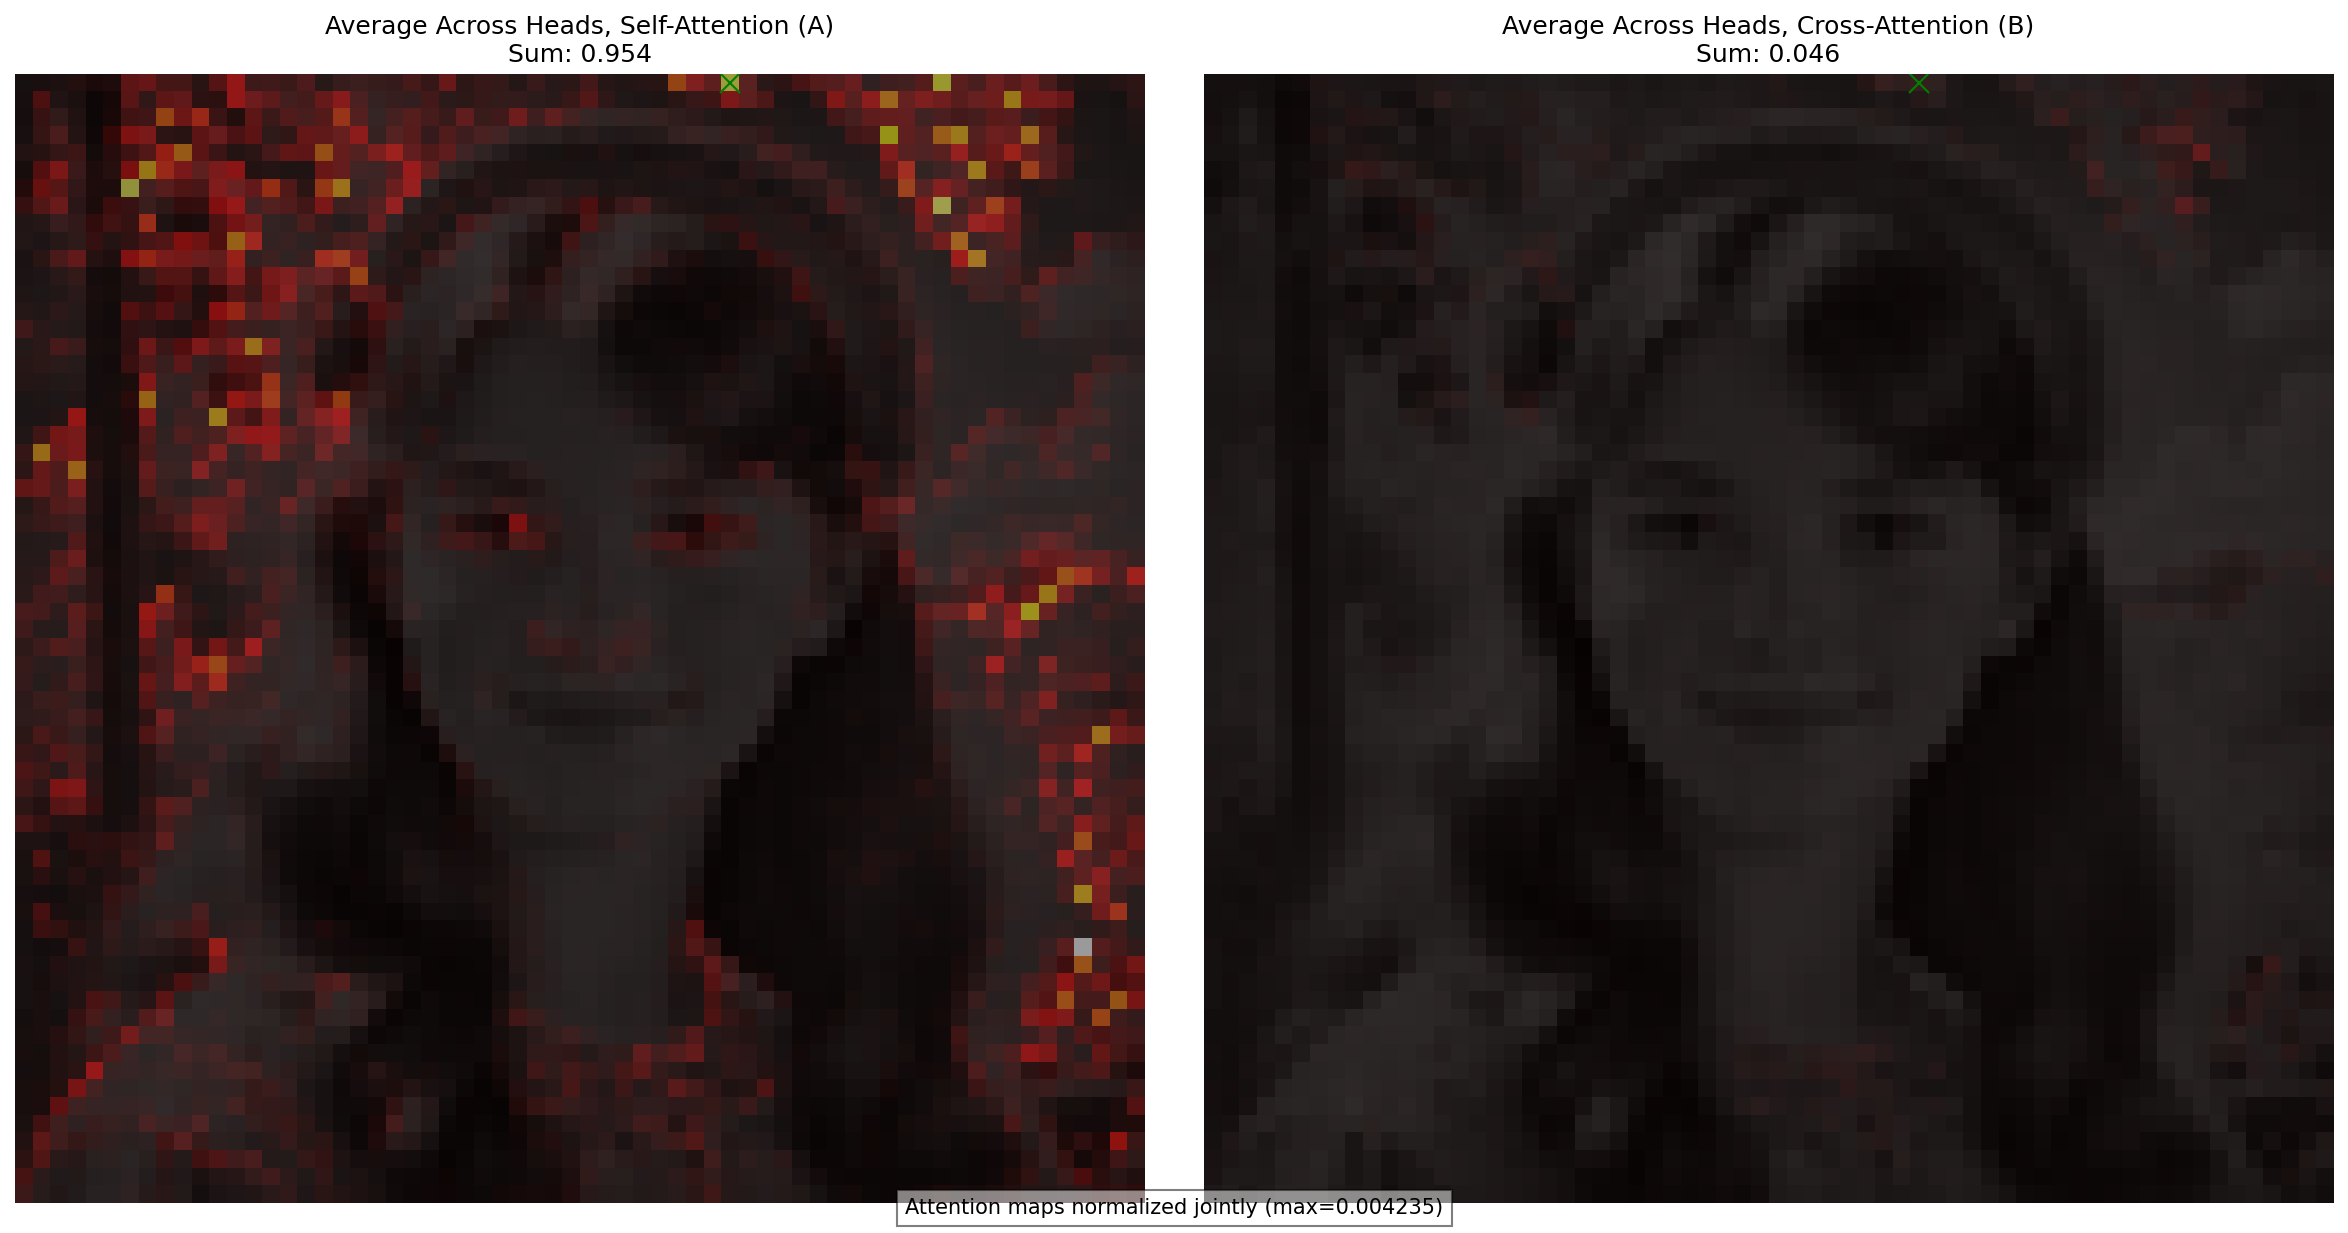 Average Across Heads, Self-Attention (A)
Sum: 0.954
Average Across Heads, Cross-Attention (B)
Sum: 0.046
Attention maps normalized jointly (max=0.004235)